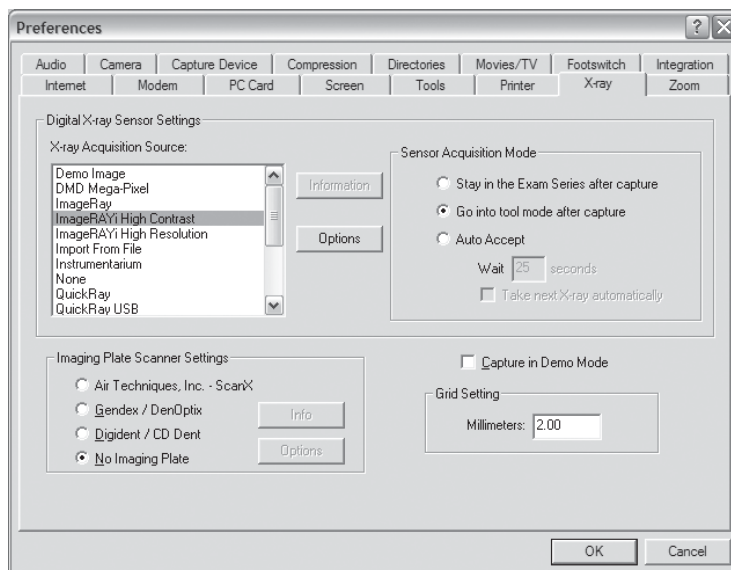 Preferences
Audio Camera Capture Device Compression Directories Movies/TV Footswitch Integration
Internet Modem PC Card Screen Tools Printer X-ray Zoom
Digital X-ray Sensor Settings
X-ray Acquisition Source:
Demo Image
DMD Mega-Pixel
ImageRay
ImageRAYi High Contrast
ImageRAYi High Resolution
Import From File
Instrumentarium
None
QuickRay
QuickRay USB
Information
Options
Sensor Acquisition Mode
Stay in the Exam Series after capture
Go into tool mode after capture
Auto Accept
Wait 25 seconds
Take next X-ray automatically
Imaging Plate Scanner Settings
Air Techniques, Inc. - ScanX
Gendex / DenOptix
Digident / CD Dent
No Imaging Plate
Info
Options
Capture in Demo Mode
Grid Setting
Millimeters: 2.00
OK Cancel